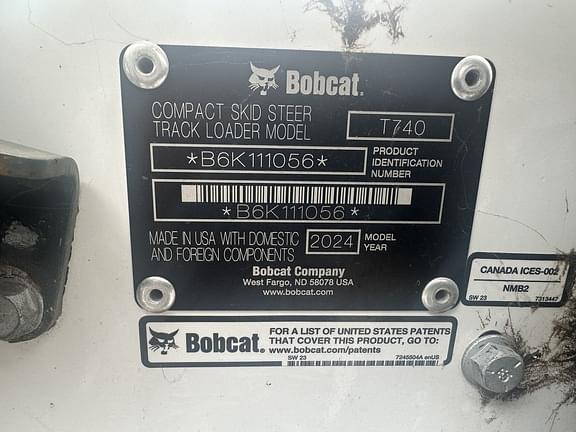 Bobcat.
COMPACT SKID STEER
TRACK LOADER MODEL
T740
*B6K111056*
PRODUCT
IDENTIFICATION
NUMBER
*B6K111056*
MADE IN USA WITH DOMESTIC
AND FOREIGN COMPONENTS
2024
MODEL
YEAR
Bobcat Company
West Fargo, ND 58078 USA
www.bobcat.com
CANADA ICES-002
NMB2
SW 23
7313447
Bobcat.
FOR A LIST OF UNITED STATES PATENTS
THAT COVER THIS PRODUCT, GO TO:
www.bobcat.com/patents
SW 23
7245504A enUS